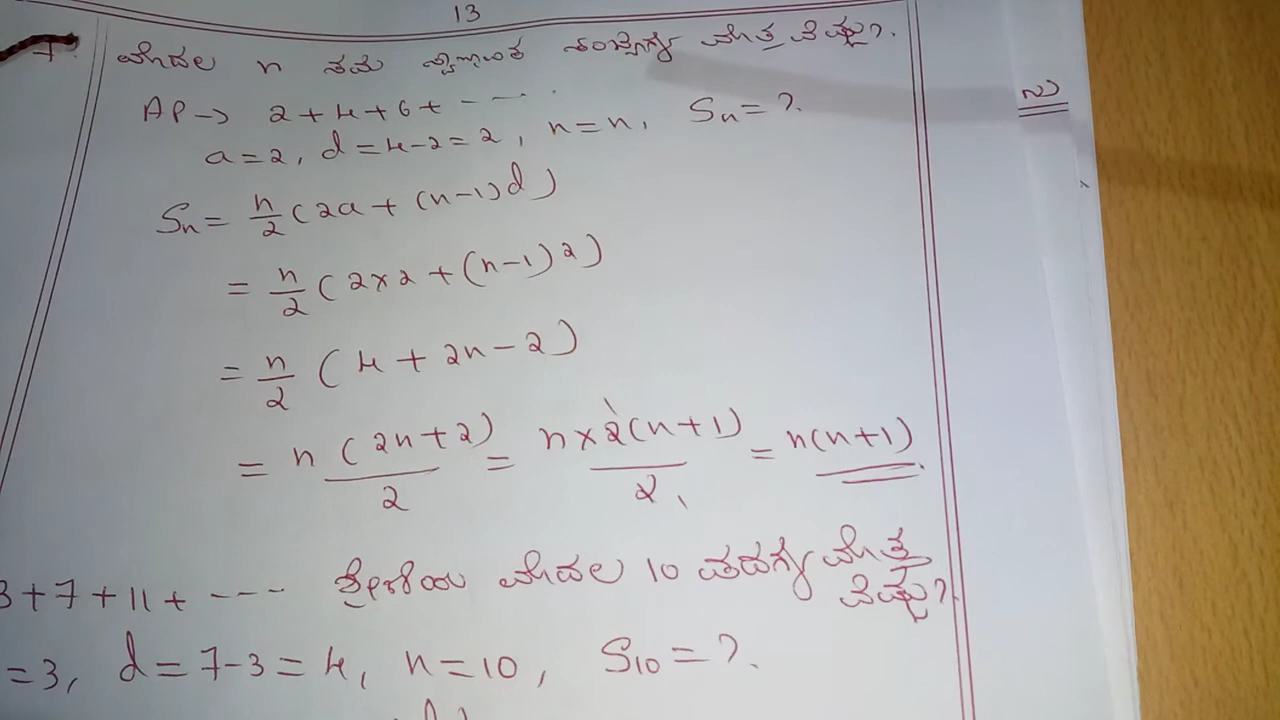 13
7. ಮೊದಲ n ಸಮ ಸ್ವಾಭಾವಿಕ ಸಂಖ್ಯೆಗಳ ಮೊತ್ತವೆಷ್ಟು?
AP → 2+4+6+ - - -
a=2, d=4-2=2, n=n, Sn=?
Sn = n/2 (2a + (n-1)d)
= n/2 (2×2+(n-1)2)
= n/2 (4+2n-2)
= n(2n+2)/2 = n×2(n+1)/2 = n(n+1)
3+7+11+ - - - ಶ್ರೇಣಿಯ ಮೊದಲ 10 ಪದಗಳ ಮೊತ್ತ
ವೆಷ್ಟು?
=3, d=7-3=4, n=10, S10=?